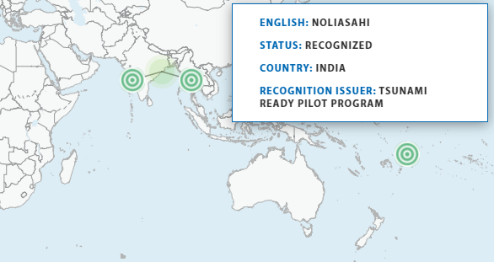 ENGLISH: NOLIASAHI
STATUS: RECOGNIZED
COUNTRY: INDIA
RECOGNITION ISSUER: TSUNAMI
READY PILOT PROGRAM